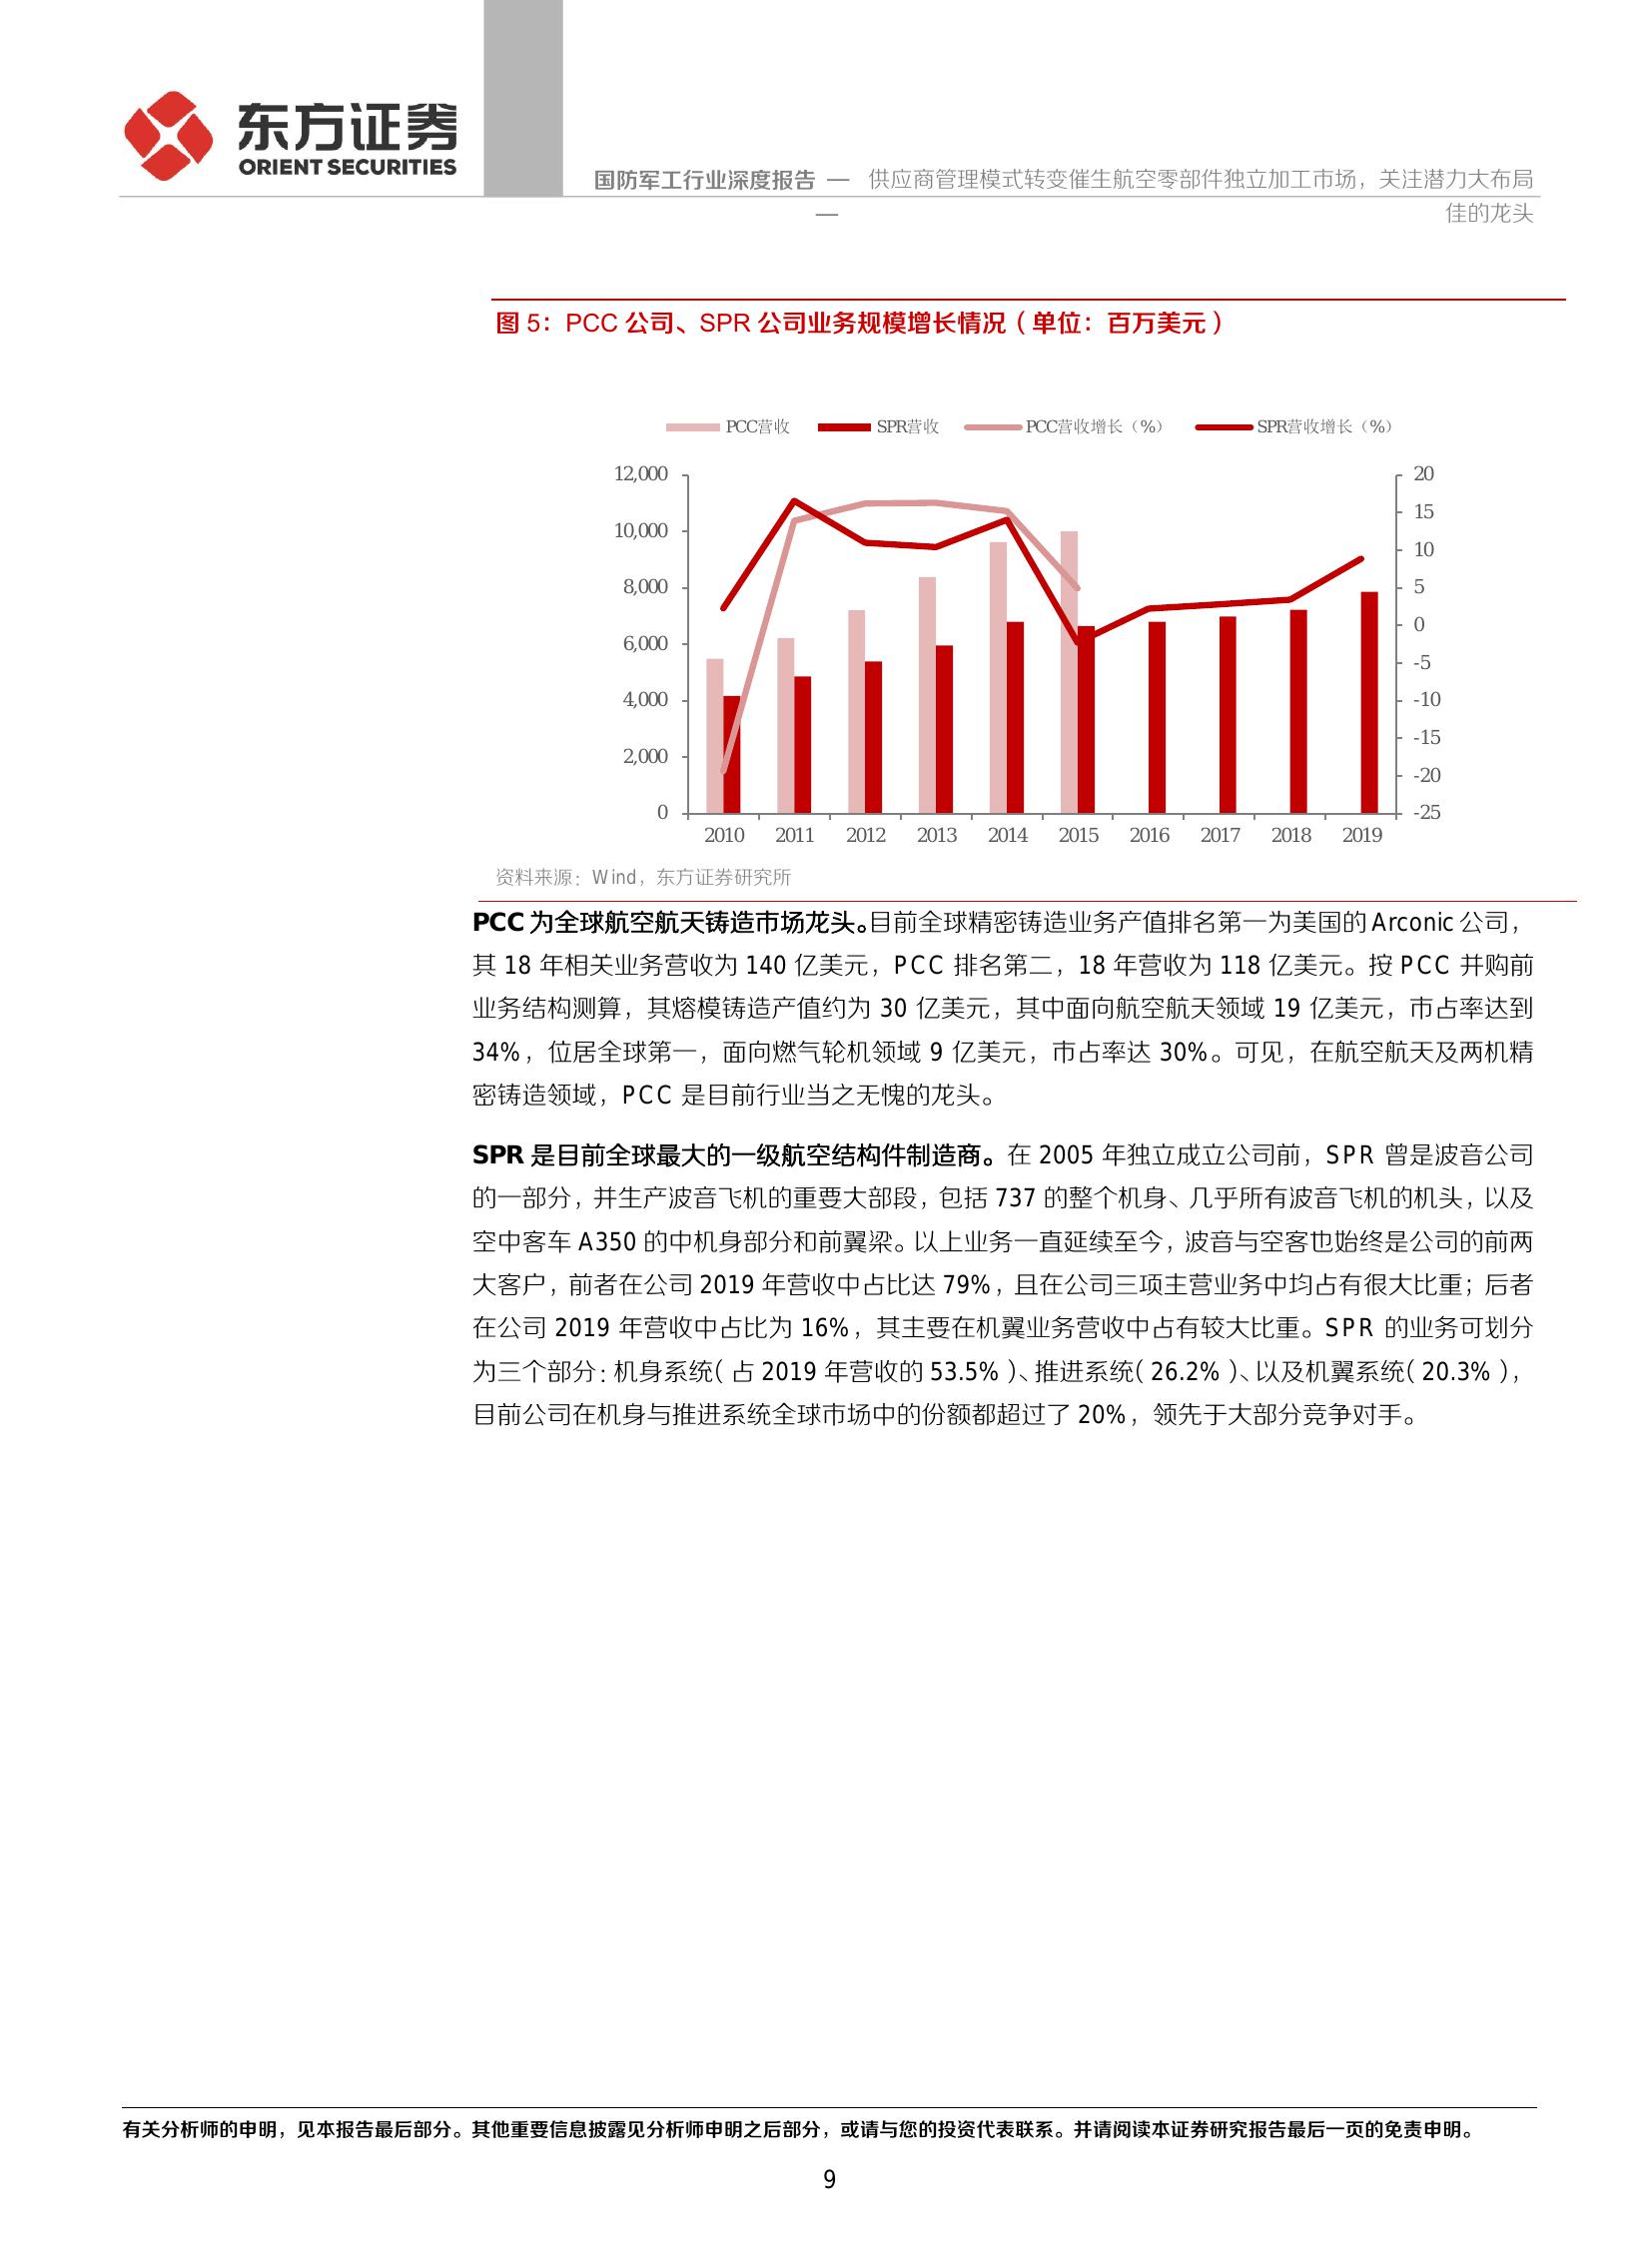 东方证券
ORIENT SECURITIES
国防军工行业深度报告 — 供应商管理模式转变催生航空零部件独立加工市场，关注潜力大布局
— 佳的龙头
图 5：PCC 公司、SPR 公司业务规模增长情况（单位：百万美元）
PCC营收 SPR营收 PCC营收增长（%） SPR营收增长（%）
12,000 20
10,000 15
8,000 10
6,000 5
4,000 0
2,000 -5
0 -10
-15
-20
-25
2010 2011 2012 2013 2014 2015 2016 2017 2018 2019
资料来源：Wind，东方证券研究所
PCC 为全球航空航天铸造市场龙头。目前全球精密铸造业务产值排名第一为美国的 Arconic 公司，
其 18 年相关业务营收为 140 亿美元，PCC 排名第二，18 年营收为 118 亿美元。按 PCC 并购前
业务结构测算，其熔模铸造产值约为 30 亿美元，其中面向航空航天领域 19 亿美元，市占率达到
34%，位居全球第一，面向燃气轮机领域 9 亿美元，市占率达 30%。可见，在航空航天及两机精
密铸造领域，PCC 是目前行业当之无愧的龙头。
SPR 是目前全球最大的一级航空结构件制造商。在 2005 年独立成立公司前，SPR 曾是波音公司
的一部分，并生产波音飞机的重要大部段，包括 737 的整个机身、几乎所有波音飞机的机头，以及
空中客车 A350 的中机身部分和前翼梁。以上业务一直延续至今，波音与空客也始终是公司的前两
大客户，前者在公司 2019 年营收中占比达 79%，且在公司三项主营业务中均占有很大比重；后者
在公司 2019 年营收中占比为 16%，其主要在机翼业务营收中占有较大比重。SPR 的业务可划分
为三个部分：机身系统（占 2019 年营收的 53.5%）、推进系统（26.2%）、以及机翼系统（20.3%），
目前公司在机身与推进系统全球市场中的份额都超过了 20%，领先于大部分竞争对手。
有关分析师的申明，见本报告最后部分。其他重要信息披露见分析师申明之后部分，或请与您的投资代表联系。并请阅读本证券研究报告最后一页的免责申明。
9